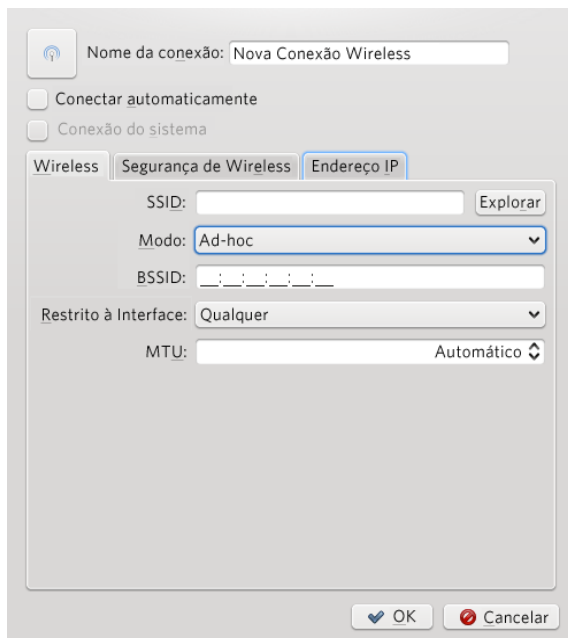 Nome da conexão: Nova Conexão Wireless
Conectar automaticamente
Conexão do sistema
Wireless Segurança de Wireless Endereço IP
SSID: Explorar
Modo: Ad-hoc
BSSID: __:__:__:__:__:__
Restrito à Interface: Qualquer
MTU: Automático
OK Cancelar